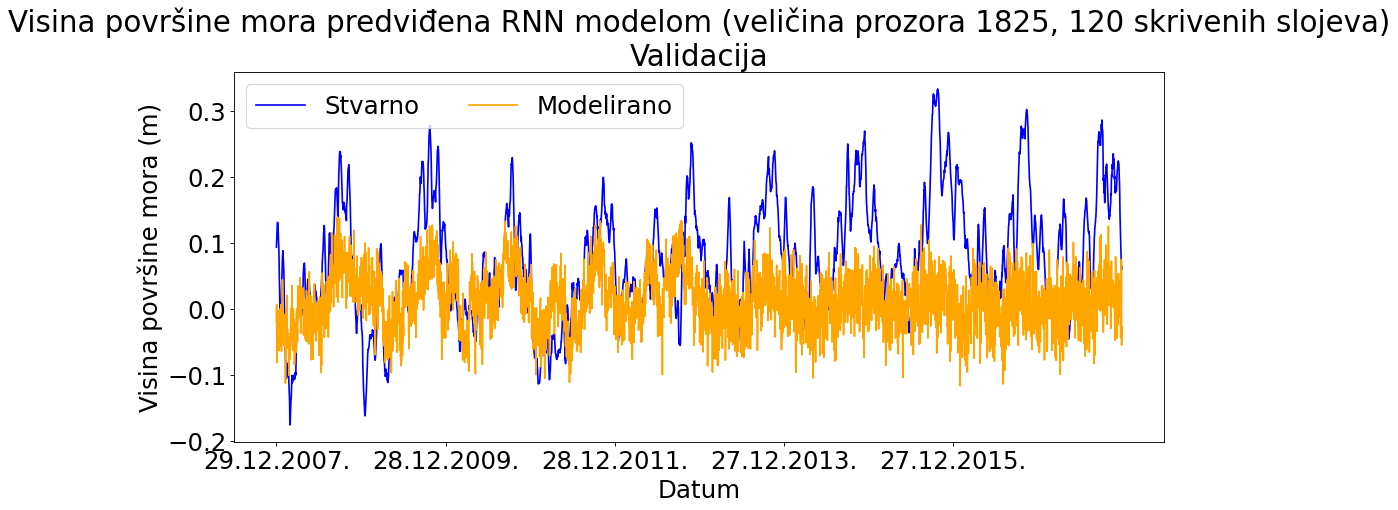 Visina površine mora predviđena RNN modelom (veličina prozora 1825, 120 skrivenih slojeva)
Validacija
Stvarno
Modelirano
Visina površine mora (m)
0.3
0.2
0.1
0.0
−0.1
−0.2
29.12.2007.
28.12.2009.
28.12.2011.
27.12.2013.
27.12.2015.
Datum